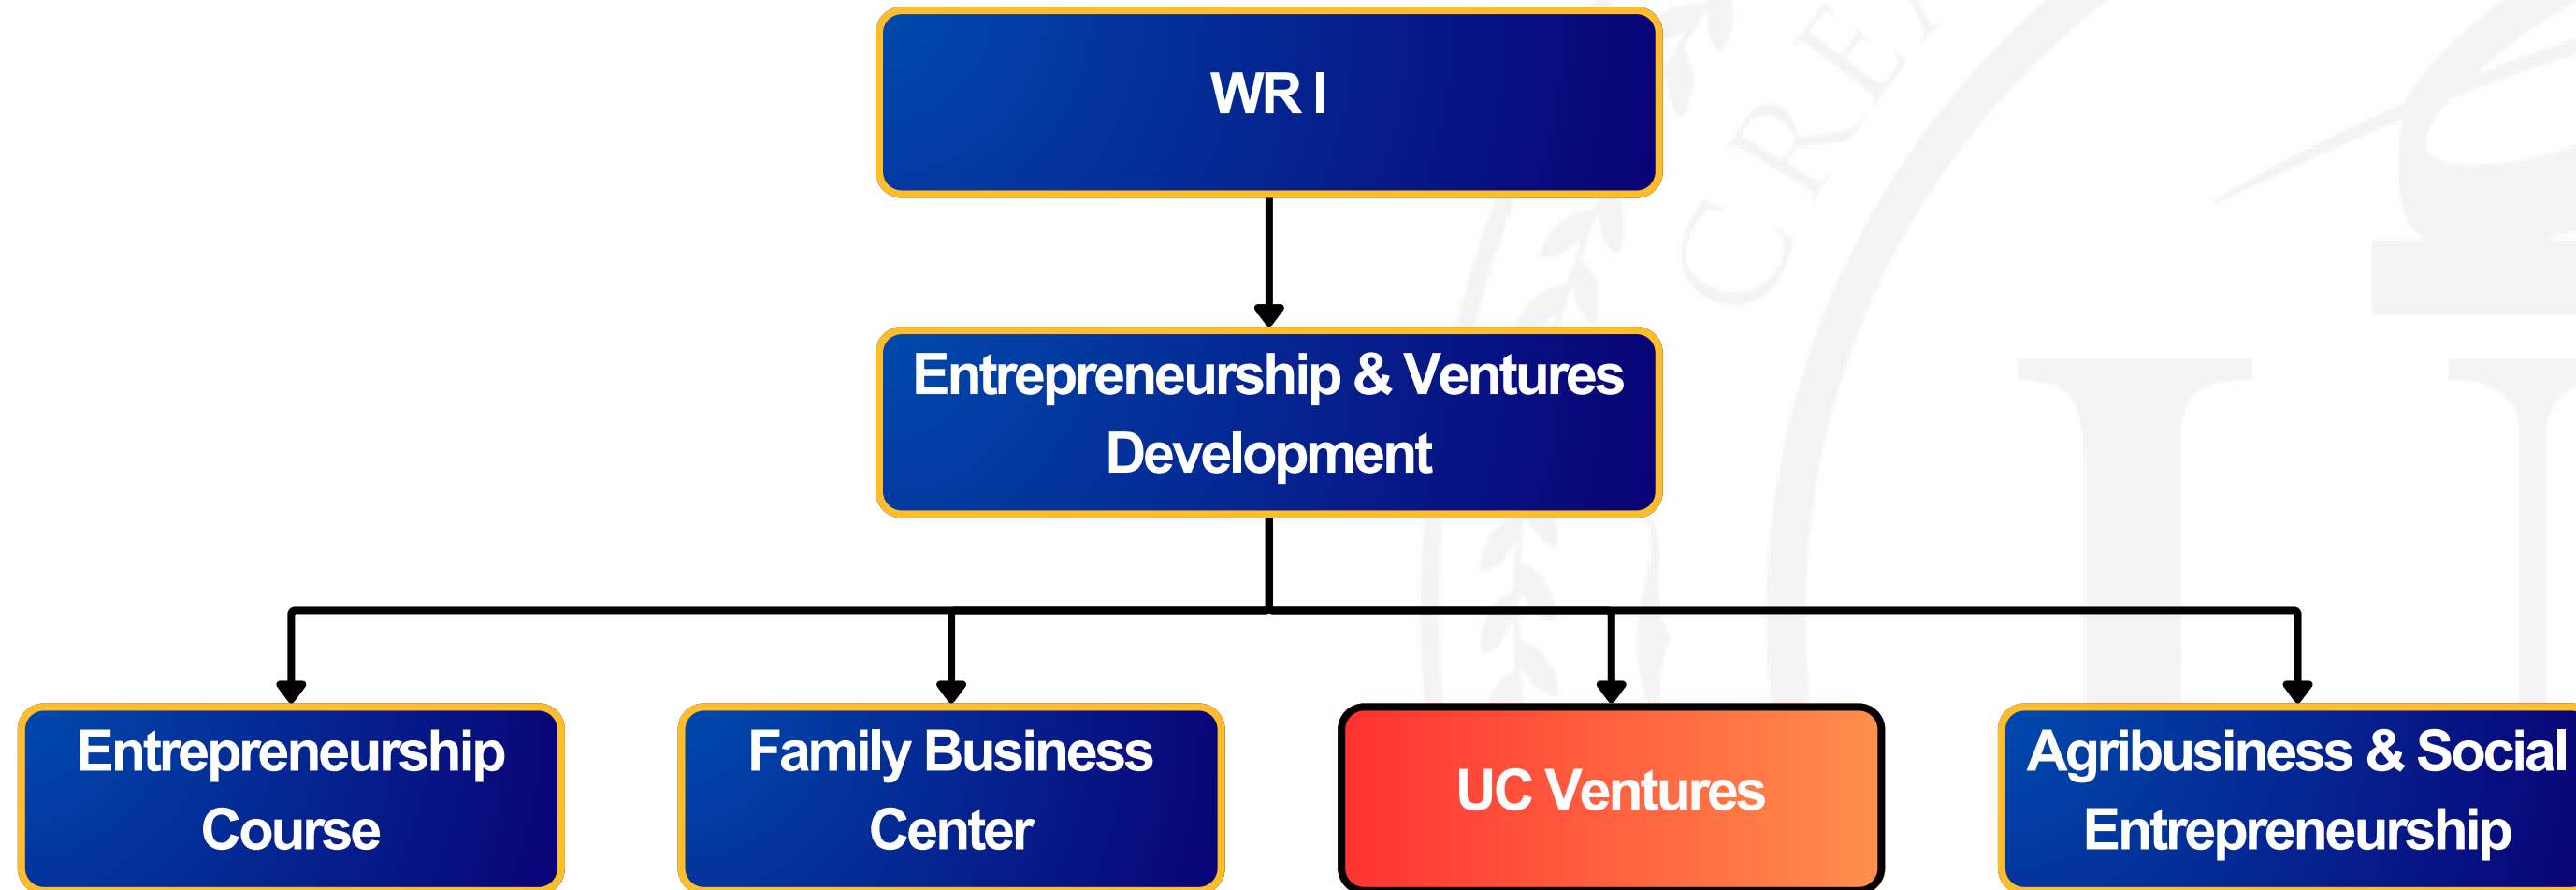 WR I
Entrepreneurship & Ventures
Development
Entrepreneurship
Course
Family Business
Center
UC Ventures
Agribusiness & Social
Entrepreneurship